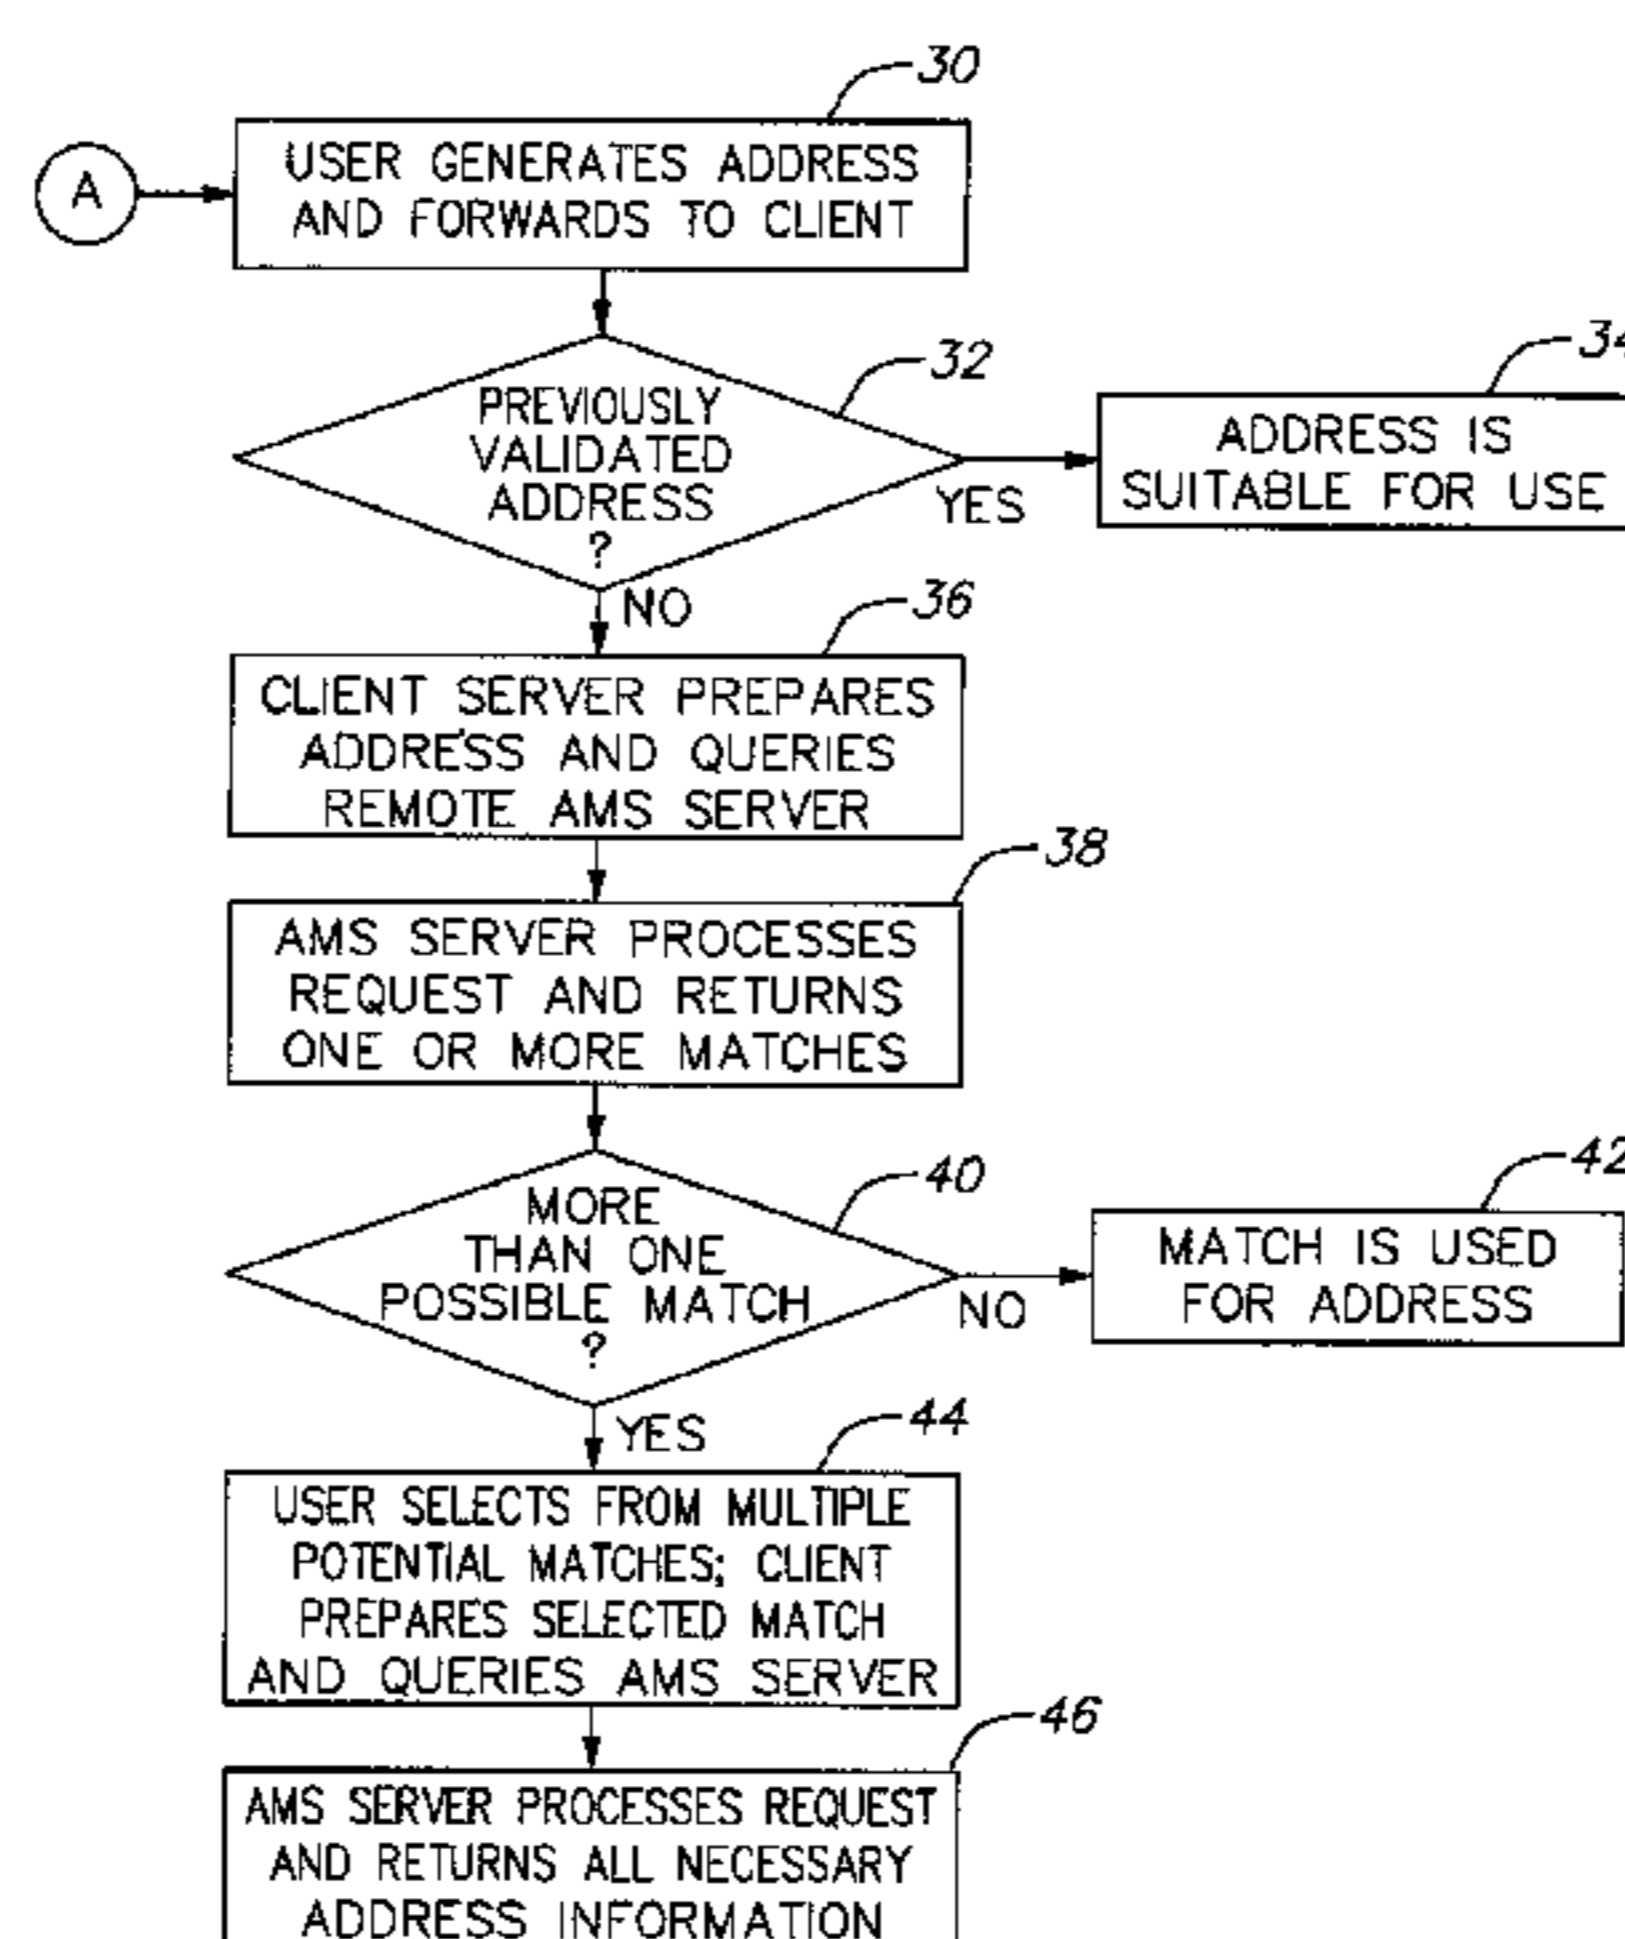 30
A
USER GENERATES ADDRESS
AND FORWARDS TO CLIENT
32
PREVIOUSLY
VALIDATED
ADDRESS
?
YES
34
ADDRESS IS
SUITABLE FOR USE
NO
36
CLIENT SERVER PREPARES
ADDRESS AND QUERIES
REMOTE AMS SERVER
38
AMS SERVER PROCESSES
REQUEST AND RETURNS
ONE OR MORE MATCHES
40
MORE
THAN ONE
POSSIBLE MATCH
?
NO
42
MATCH IS USED
FOR ADDRESS
YES
44
USER SELECTS FROM MULTIPLE
POTENTIAL MATCHES; CLIENT
PREPARES SELECTED MATCH
AND QUERIES AMS SERVER
46
AMS SERVER PROCESSES REQUEST
AND RETURNS ALL NECESSARY
ADDRESS INFORMATION